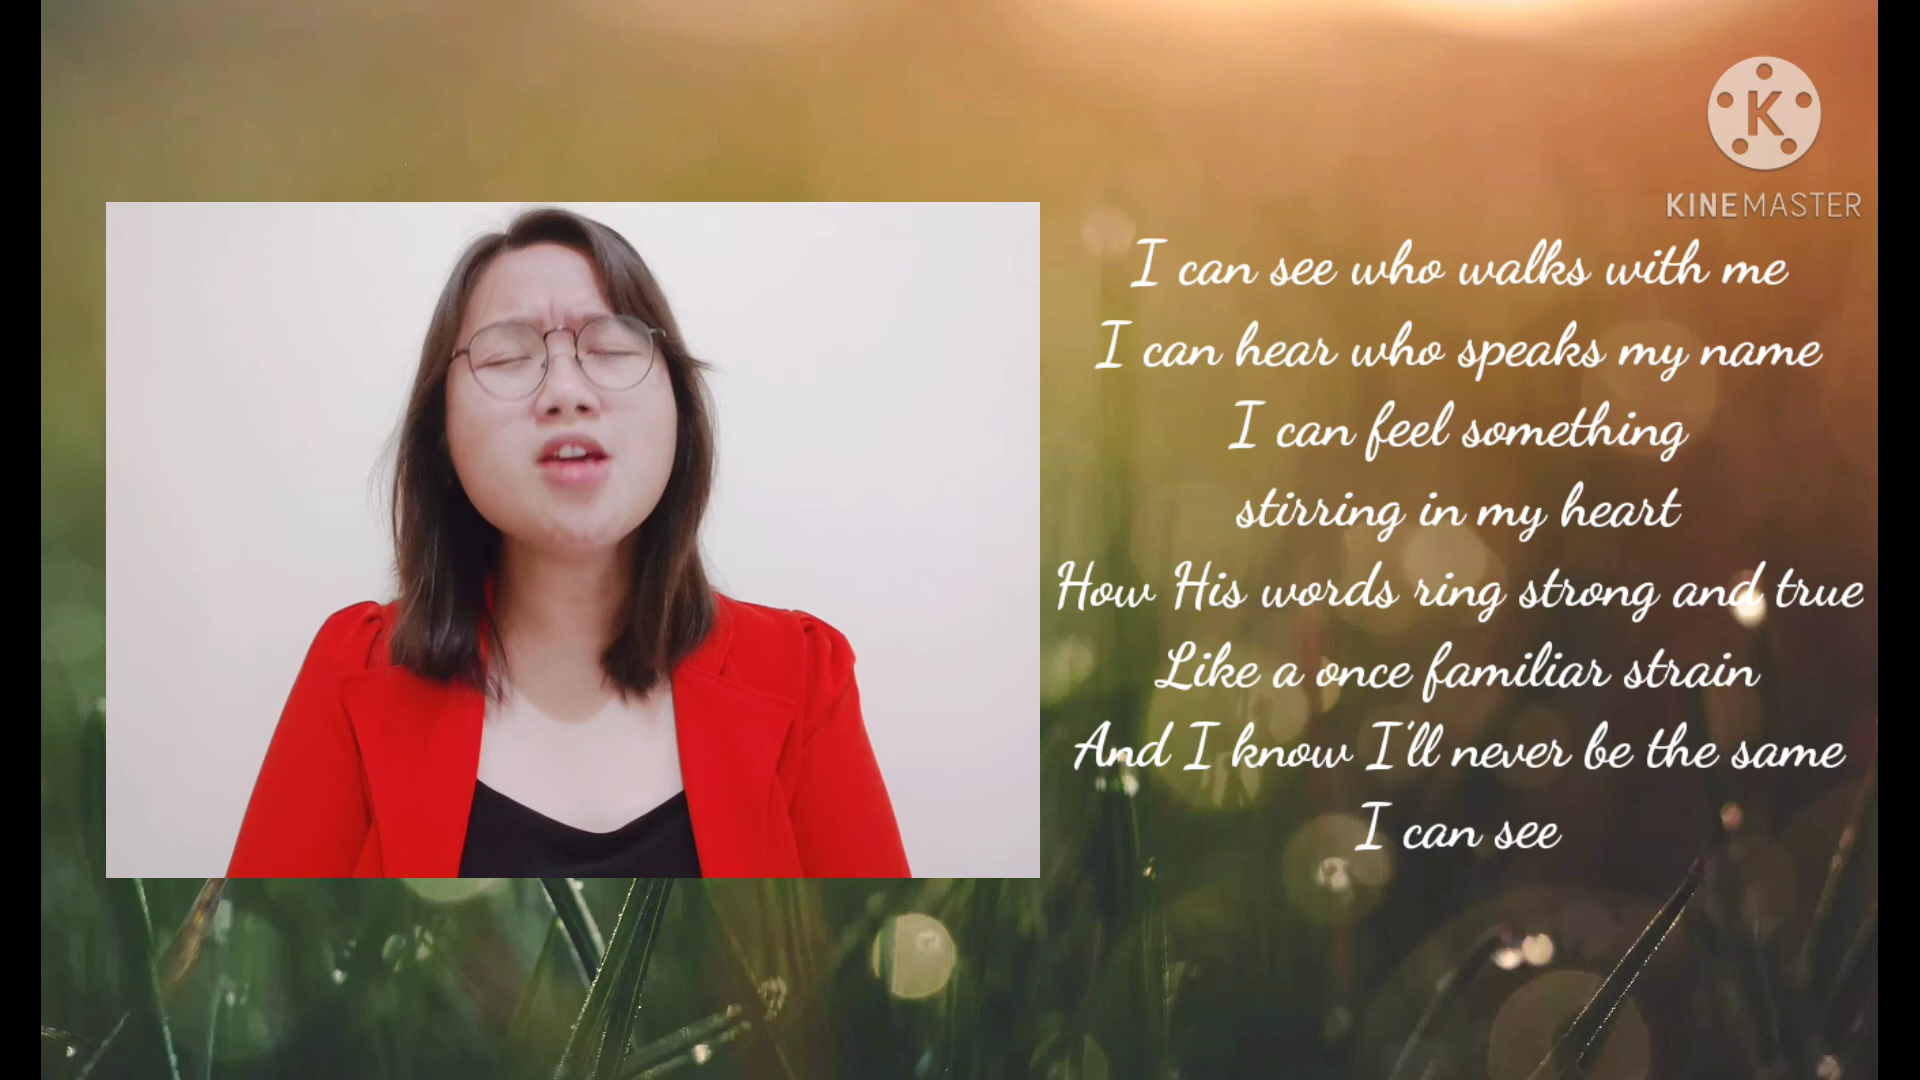 K
KINEMASTER
I can see who walks with me
I can hear who speaks my name
I can feel something
stirring in my heart
How His words ring strong and true
Like a once familiar strain
And I know I'll never be the same
I can see